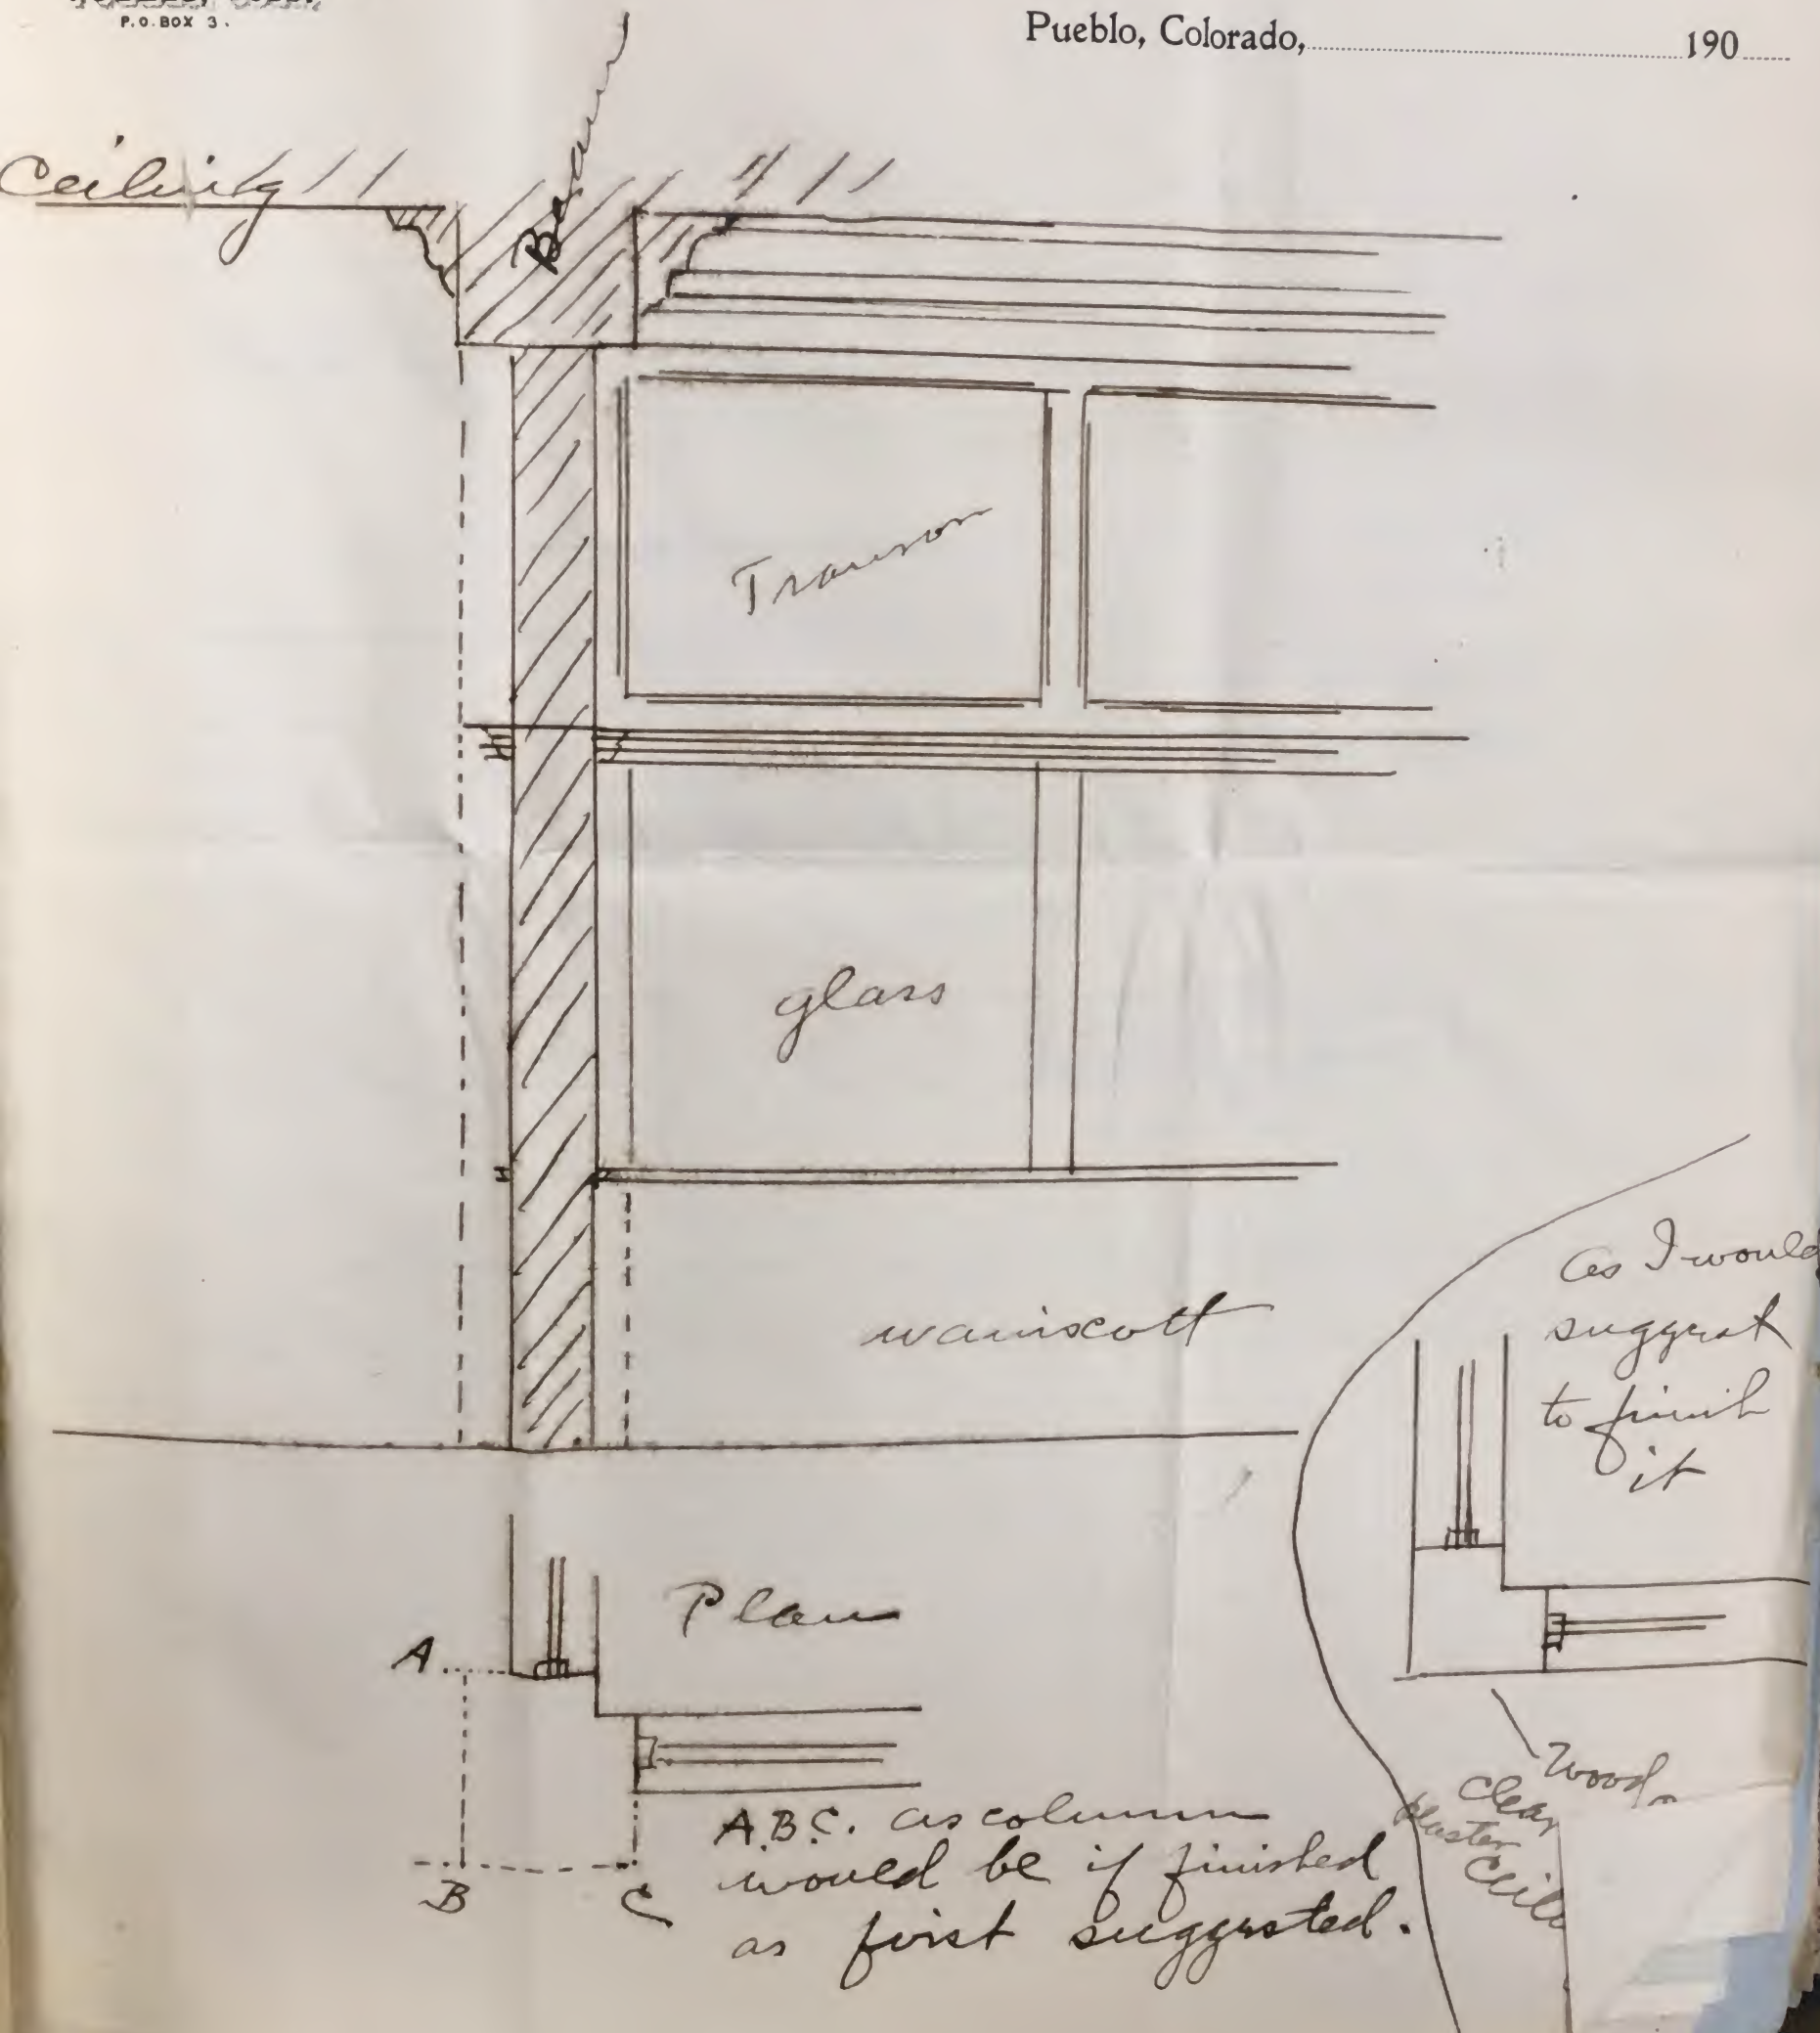 P.O. BOX 3.
Pueblo, Colorado, 190
Ceiling
Beam
Transom
glass
wainscott
Plan
A
B
C
A.B.C. as column
would be if finished
as first suggested.
as I would
suggest
to finish
it
Wood
Clear
plaster